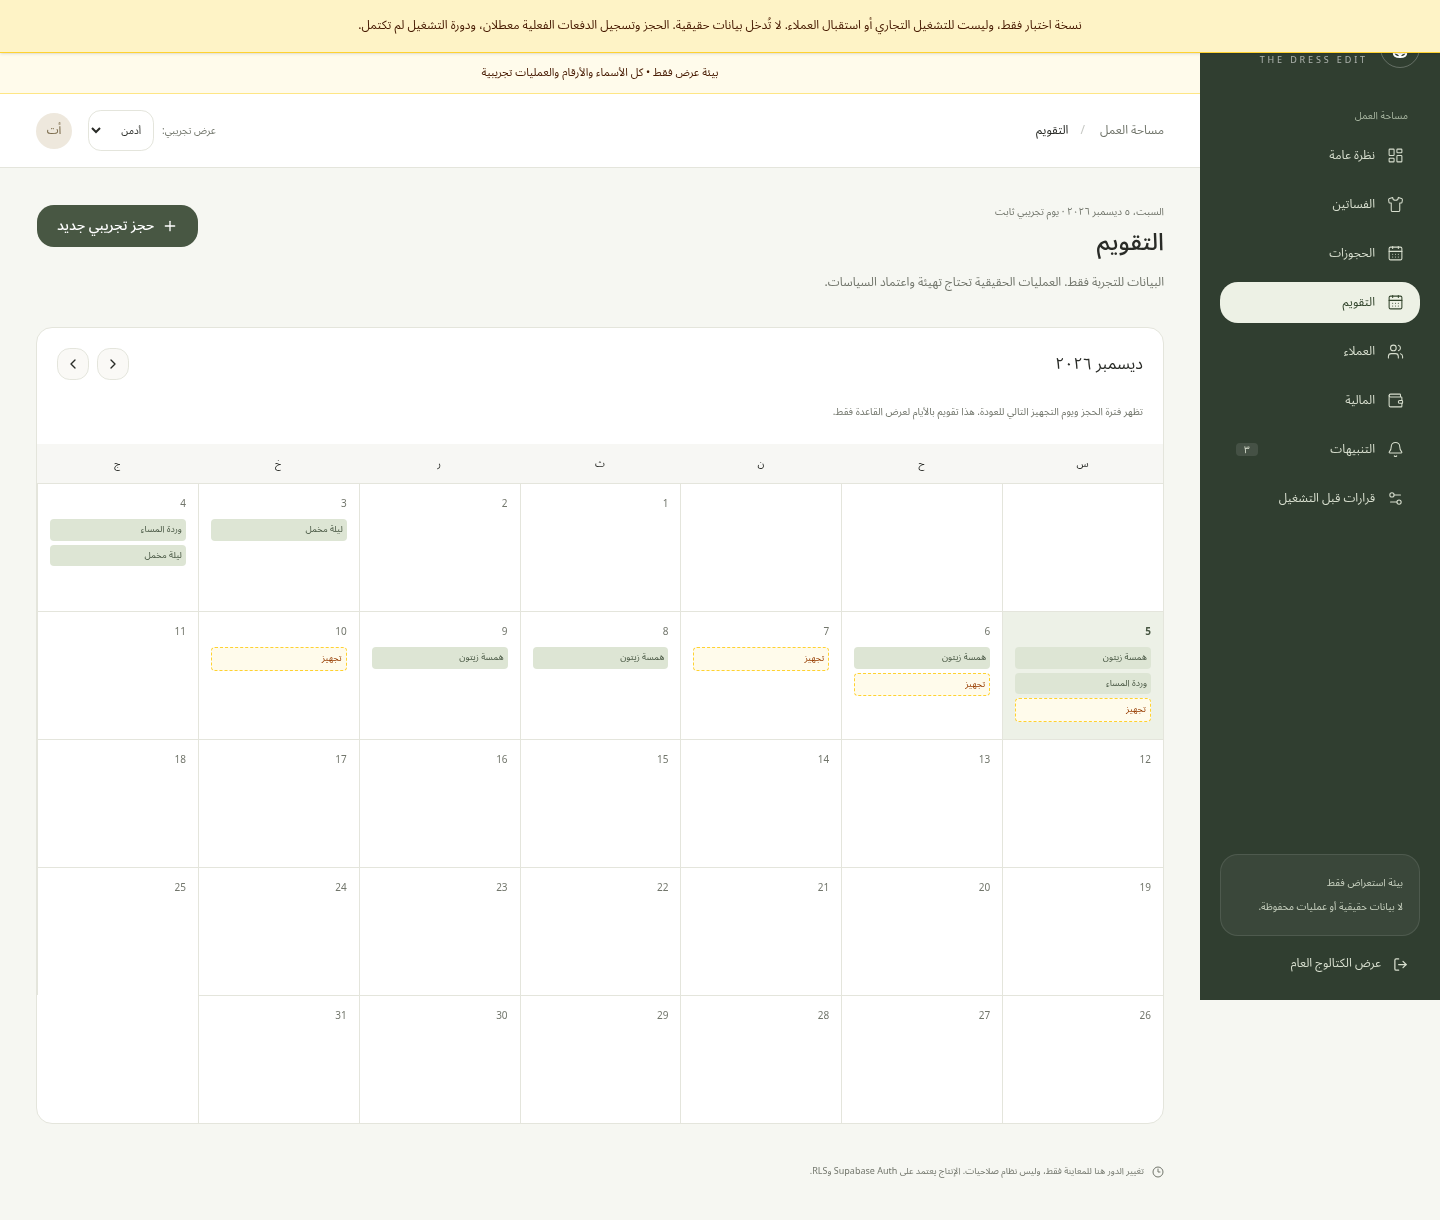 نسخة اختبار فقط، وليست للتشغيل التجاري أو استقبال العملاء. لا تُدخل بيانات حقيقية. الحجز وتسجيل الدفعات الفعلية معطلان، ودورة التشغيل لم تكتمل.
THE DRESS EDIT
مساحة العمل
نظرة عامة
الفساتين
الحجوزات
التقويم
العملاء
المالية
التنبيهات ٣
قرارات قبل التشغيل
بيئة استعراض فقط
لا بيانات حقيقية أو عمليات محفوظة.
عرض الكتالوج العام
بيئة عرض فقط • كل الأسماء والأرقام والعمليات تجريبية
مساحة العمل / التقويم
عرض تجريبي: أدمن أت
السبت، ٥ ديسمبر ٢٠٢٦ · يوم تجريبي ثابت
التقويم
البيانات للتجربة فقط. العمليات الحقيقية تحتاج تهيئة واعتماد السياسات.
حجز تجريبي جديد
ديسمبر ٢٠٢٦
تظهر فترة الحجز ويوم التجهيز التالي للعودة. هذا تقويم بالأيام لعرض القاعدة فقط.
س ح ن ث ر خ ج
1 2 3 4
ليلة مخمل وردة المساء
ليلة مخمل
5 6 7 8 9 10 11
همسة زيتون همسة زيتون تجهيز همسة زيتون همسة زيتون تجهيز
وردة المساء تجهيز
تجهيز
12 13 14 15 16 17 18
19 20 21 22 23 24 25
26 27 28 29 30 31
تغيير الدور هنا للمعاينة فقط، وليس نظام صلاحيات. الإنتاج يعتمد على Supabase Auth وRLS.